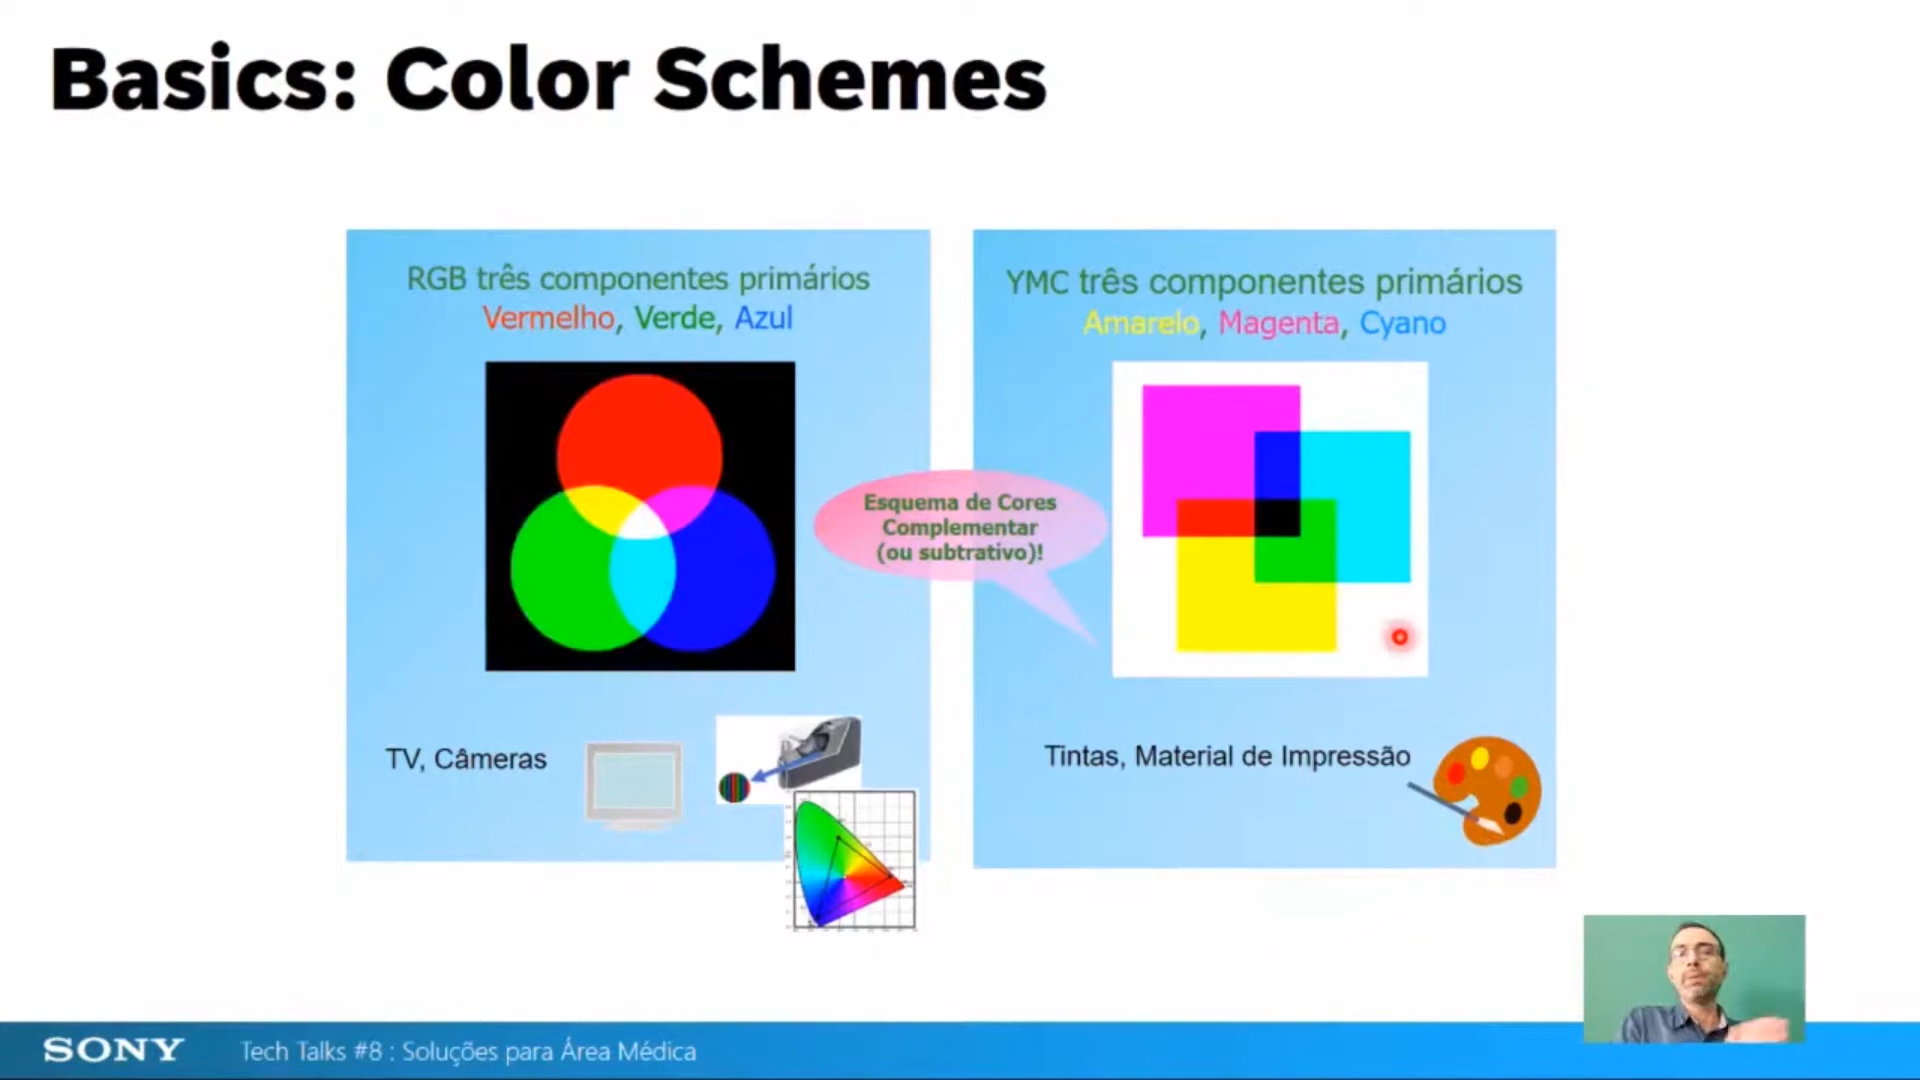 Basics: Color Schemes
RGB três componentes primários
Vermelho, Verde, Azul
YMC três componentes primários
Amarelo, Magenta, Cyano
Esquema de Cores
Complementar
(ou subtrativo)!
TV, Câmeras
Tintas, Material de Impressão
SONY
Tech Talks #8 : Soluções para Área Médica